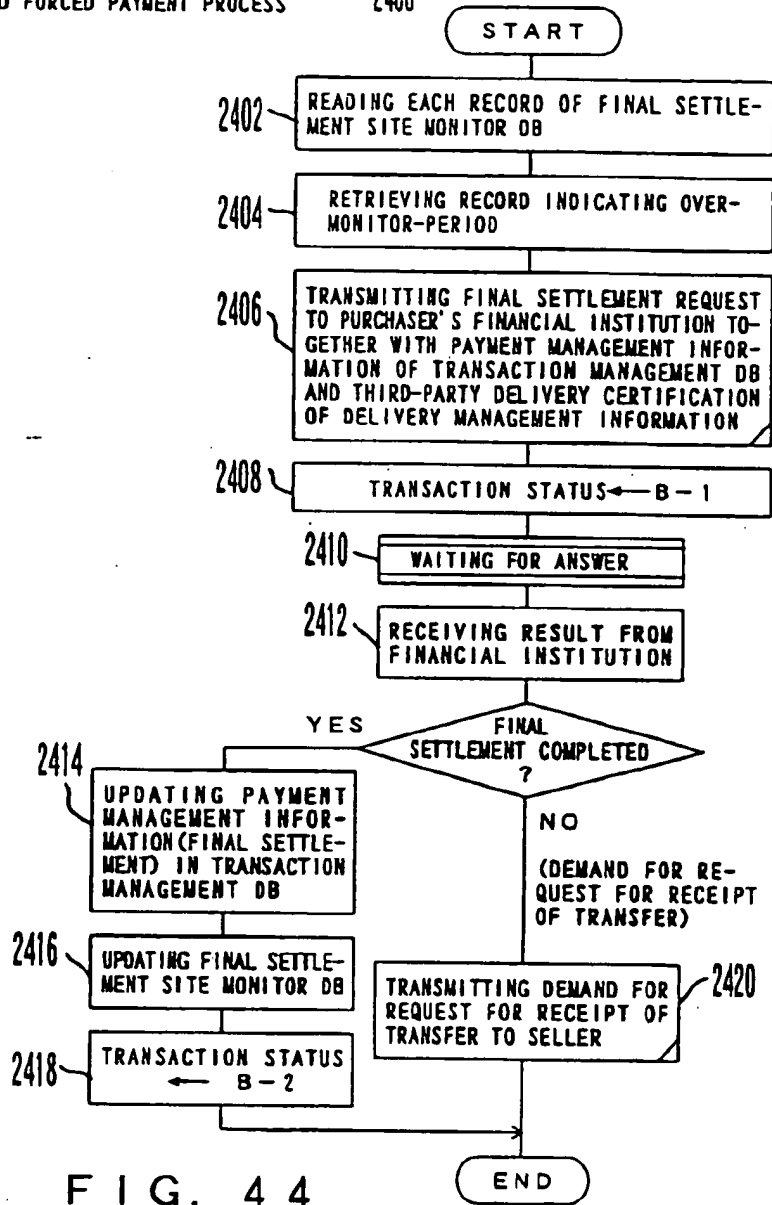 FORCED PAYMENT PROCESS 2400
START
2402
READING EACH RECORD OF FINAL SETTLE-
MENT SITE MONITOR DB
2404
RETRIEVING RECORD INDICATING OVER-
MONITOR-PERIOD
2406
TRANSMITTING FINAL SETTLEMENT REQUEST
TO PURCHASER'S FINANCIAL INSTITUTION TO-
GETHER WITH PAYMENT MANAGEMENT INFOR-
MATION OF TRANSACTION MANAGEMENT DB
AND THIRD-PARTY DELIVERY CERTIFICATION
OF DELIVERY MANAGEMENT INFORMATION
2408
TRANSACTION STATUS ← B - 1
2410
WAITING FOR ANSWER
2412
RECEIVING RESULT FROM
FINANCIAL INSTITUTION
YES
FINAL
SETTLEMENT COMPLETED
?
2414
UPDATING PAYMENT
MANAGEMENT INFOR-
MATION(FINAL SETTLE-
MENT) IN TRANSACTION
MANAGEMENT DB
NO
(DEMAND FOR RE-
QUEST FOR RECEIPT
OF TRANSFER)
2416
UPDATING FINAL SETTLE-
MENT SITE MONITOR DB
2420
TRANSMITTING DEMAND FOR
REQUEST FOR RECEIPT OF
TRANSFER TO SELLER
2418
TRANSACTION STATUS
← B - 2
END
FIG. 44